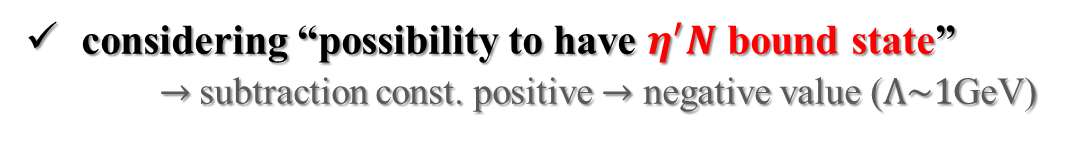 ✓ considering “possibility to have η′N bound state”
→ subtraction const. positive → negative value (Λ~1GeV)